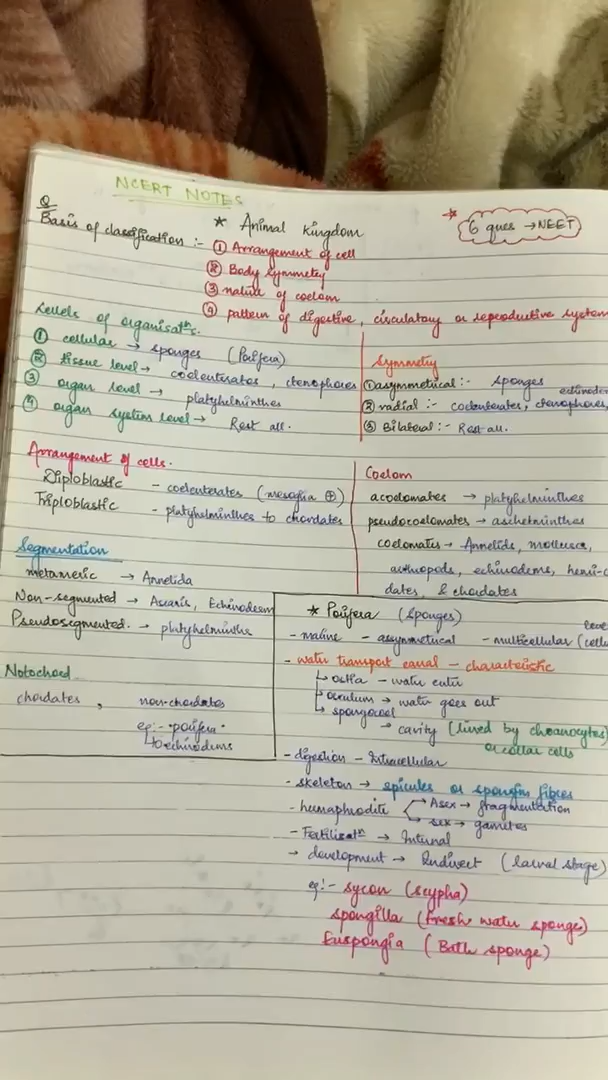 NCERT NOTES
Q
Basis of classification :-
* Animal Kingdom
* 6 ques → NEET
① Arrangement of cell
② Body symmetry
③ nature of coelom
④ pattern of digestive, circulatory or reproductive system
Levels of organisatn.
① cellular → sponges (Porifera)
② tissue level → coelenterates, ctenophores
③ organ level → platyhelminthes
④ organ system level → Rest all.
Symmetry
① asymmetrical :- sponges
② radial :- coelenterates, ctenophores,
③ Bilateral :- Rest all.
Arrangement of cells.
Diploblastic - coelenterates (mesoglia ⊕)
Triploblastic - platyhelminthes to chordates
Coelom
acoelomates → platyhelminthes
pseudocoelomates → aschelminthes
coelomates → Annelids, mollusca,
arthropods, echinoderms, hemi-c
dates, & chordates
Segmentation
metameric → Annelida
Non-segmented → Ascaris, Echinoderm
Pseudosegmented. → platyhelminths
Notochord
chordates, non-chordates
eg:- porifera
to echinoderms
* Porifera (sponges)
- marine - assymetrical - multicellular (cellu
- water transport canal - characteristic
↳ ostia - water enter
↳ osculum → water goes out
↳ spongocoel
→ cavity (lined by choanocytes
or collar cells
- digestion - Intracellular
- skeleton → spicules or spongin fibres
- hermaphrodite
Asex → fragmentation
sex → gametes
- Fertilisatn → Internal
→ development → Indirect (larval stage)
eg:- sycon (scypha)
spongilla (Fresh water sponge)
Euspongia (Bath sponge)